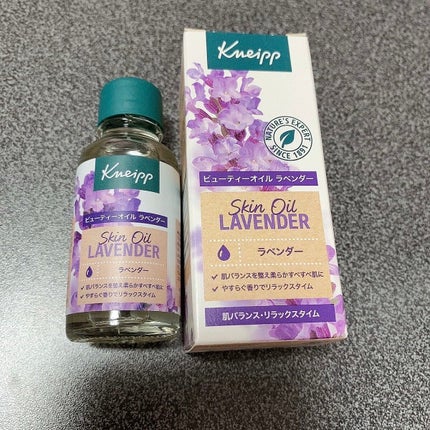 Kneipp
ビューティーオイル ラベンダー
Skin Oil
LAVENDER
ラベンダー
✓ 肌バランスを整え柔らかすべすべ肌に
✓ やすらぐ香りでリラックスタイム
Kneipp
NATURE'S EXPERT
SINCE 1891
ビューティーオイル ラベンダー
Skin Oil
LAVENDER
ラベンダー
✓ 肌バランスを整え柔らかすべすべ肌に
✓ やすらぐ香りでリラックスタイム
肌バランス・リラックスタイム